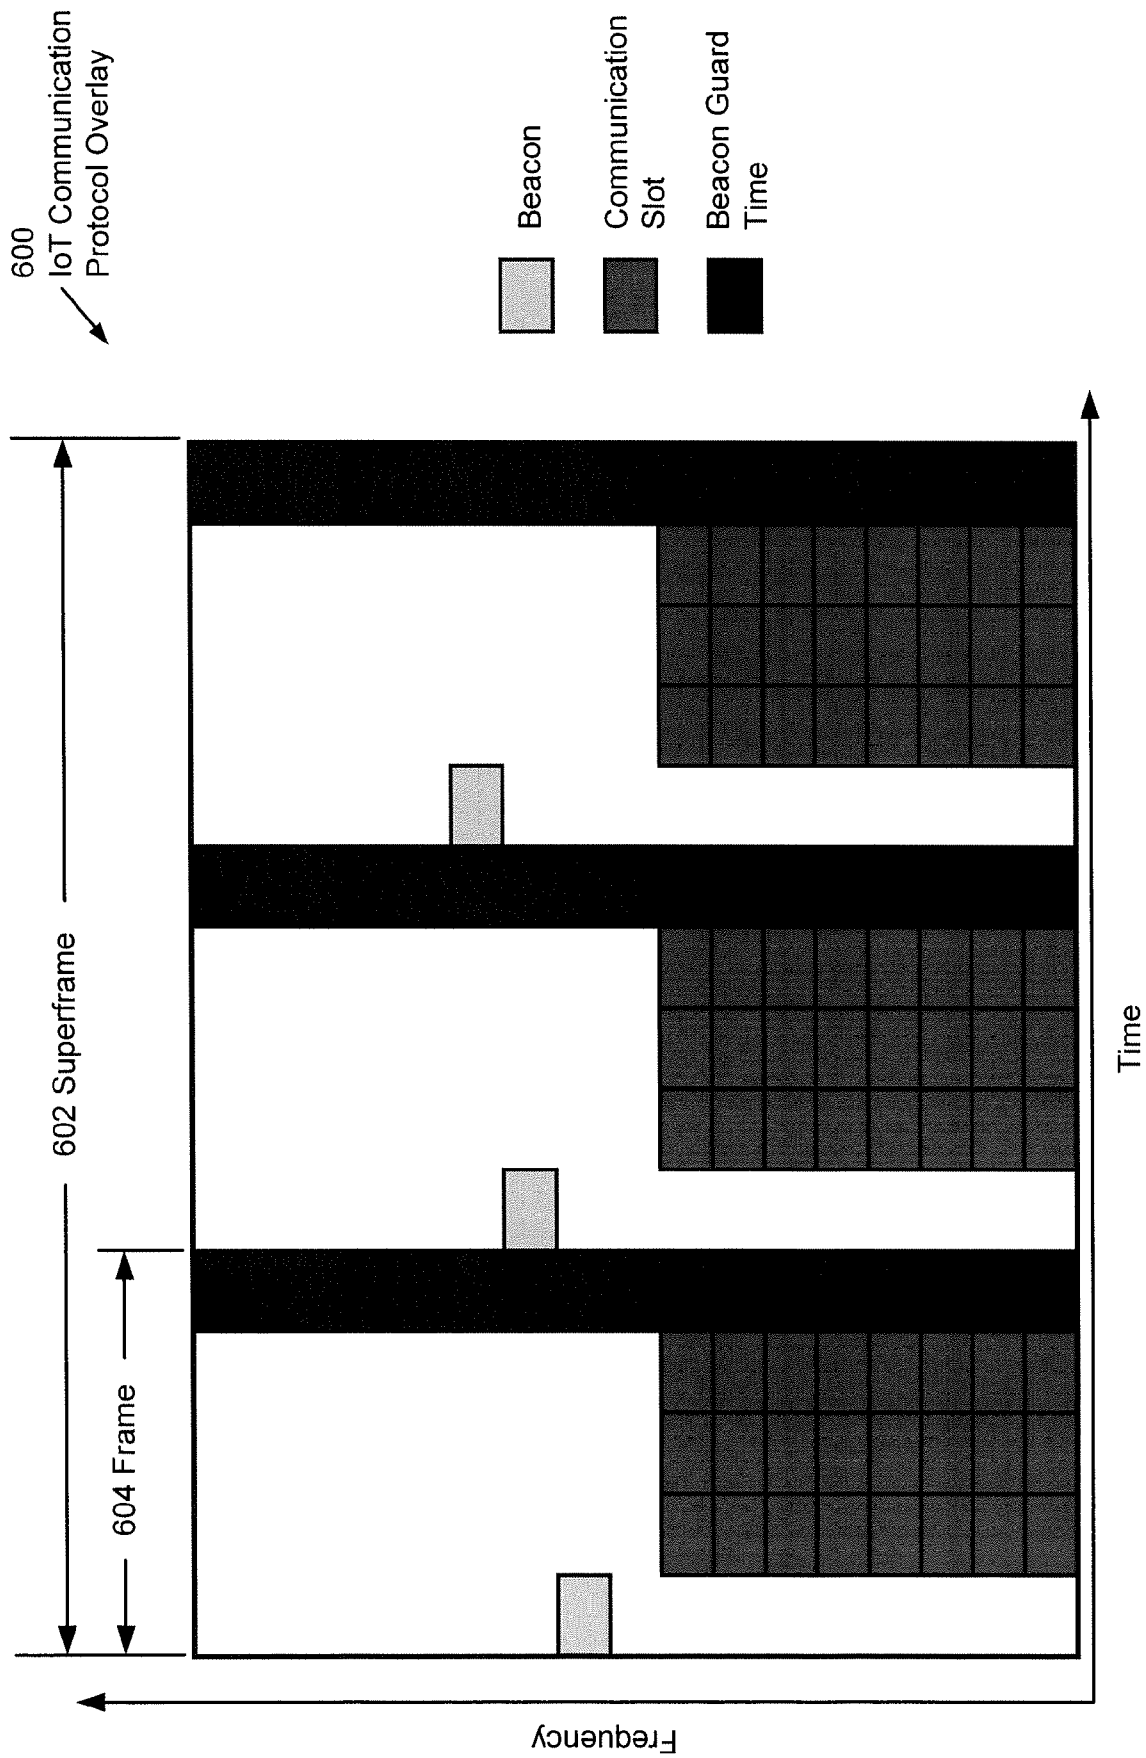 600
IoT Communication
Protocol Overlay
602 Superframe
604 Frame
Beacon
Communication
Slot
Beacon Guard
Time
Frequency
Time